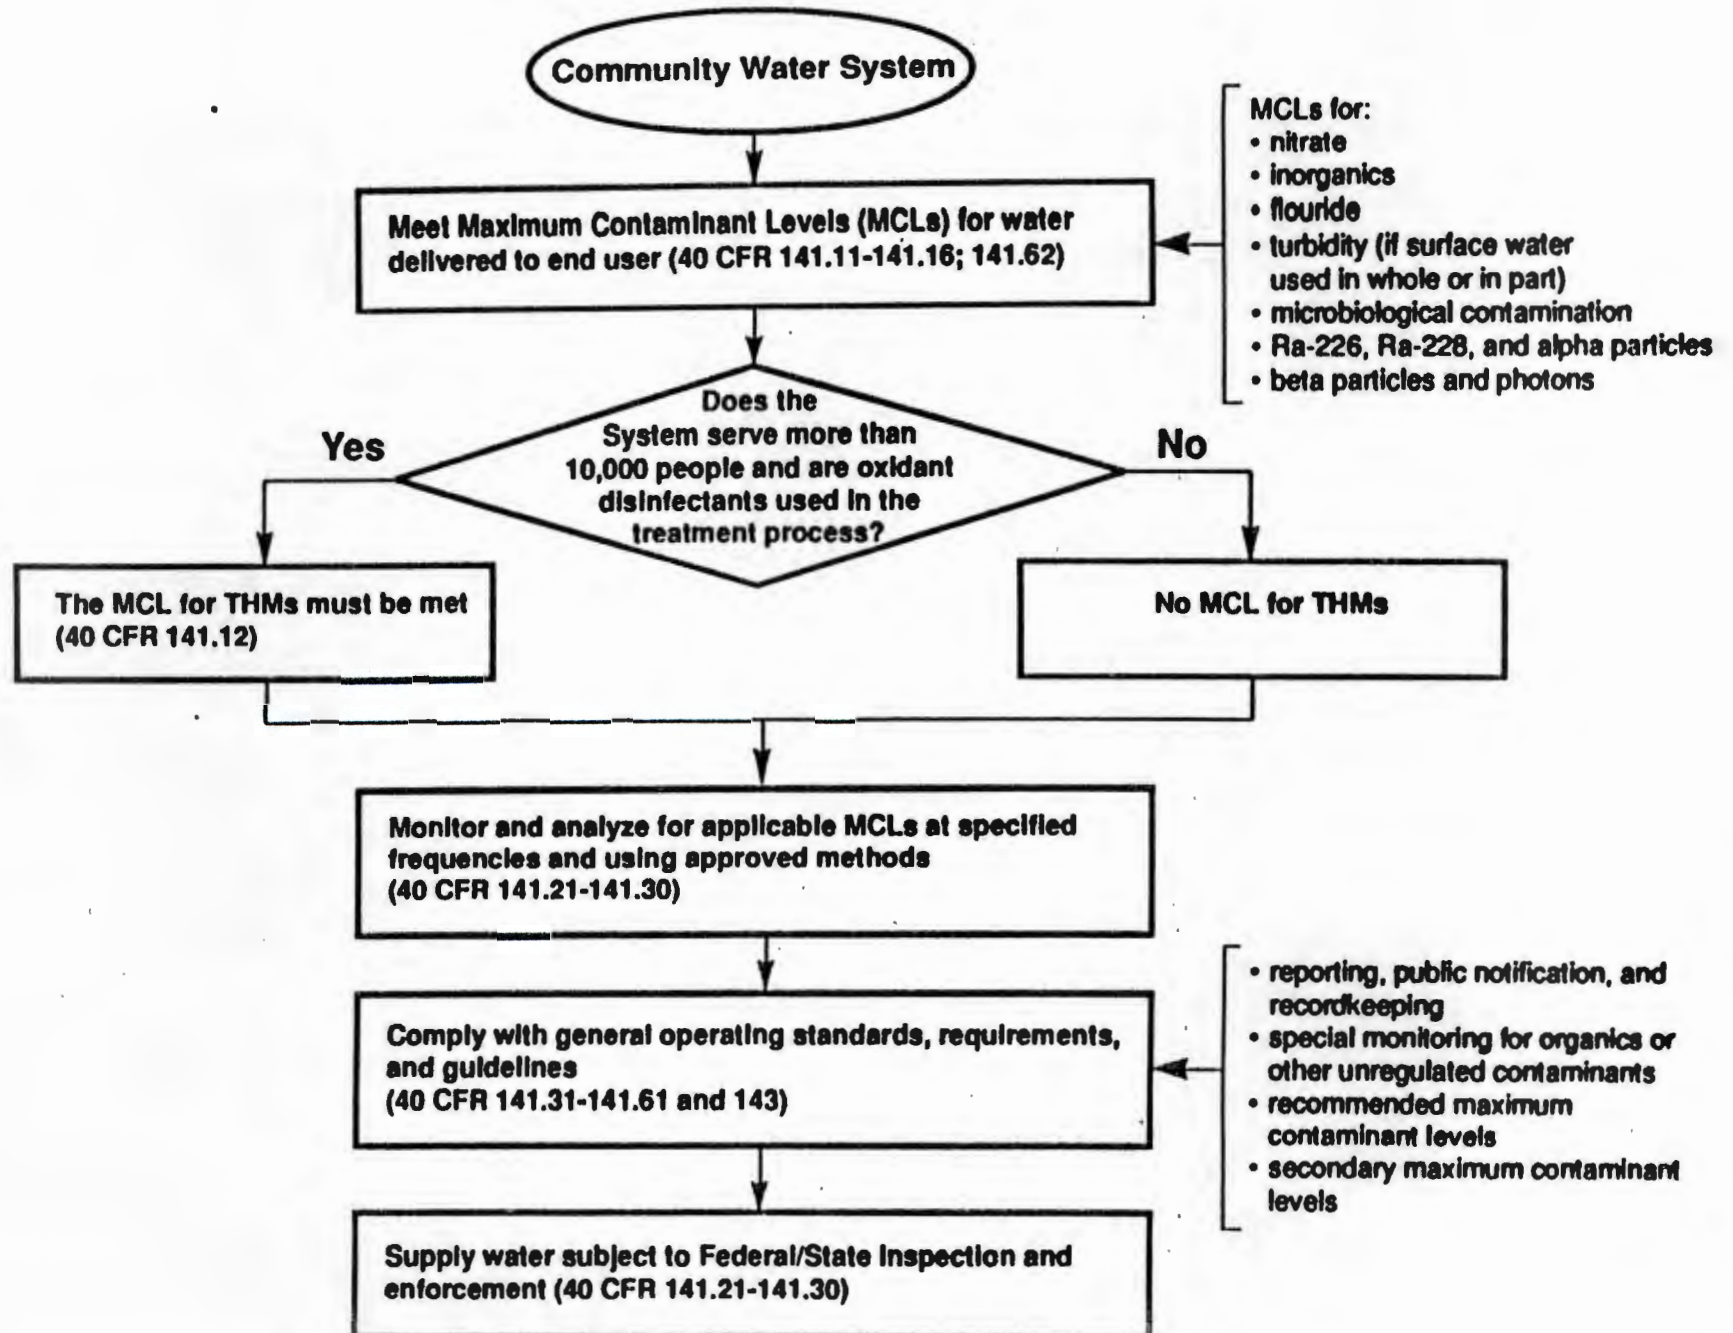 Community Water System
MCLs for:
• nitrate
• inorganics
• flouride
• turbidity (if surface water
used in whole or in part)
• microbiological contamination
• Ra-226, Ra-228, and alpha particles
• beta particles and photons
Meet Maximum Contaminant Levels (MCLs) for water
delivered to end user (40 CFR 141.11-141.16; 141.62)
Does the
System serve more than
10,000 people and are oxidant
disinfectants used in the
treatment process?
Yes
No
The MCL for THMs must be met
(40 CFR 141.12)
No MCL for THMs
Monitor and analyze for applicable MCLs at specified
frequencies and using approved methods
(40 CFR 141.21-141.30)
Comply with general operating standards, requirements,
and guidelines
(40 CFR 141.31-141.61 and 143)
• reporting, public notification, and
recordkeeping
• special monitoring for organics or
other unregulated contaminants
• recommended maximum
contaminant levels
• secondary maximum contaminant
levels
Supply water subject to Federal/State Inspection and
enforcement (40 CFR 141.21-141.30)